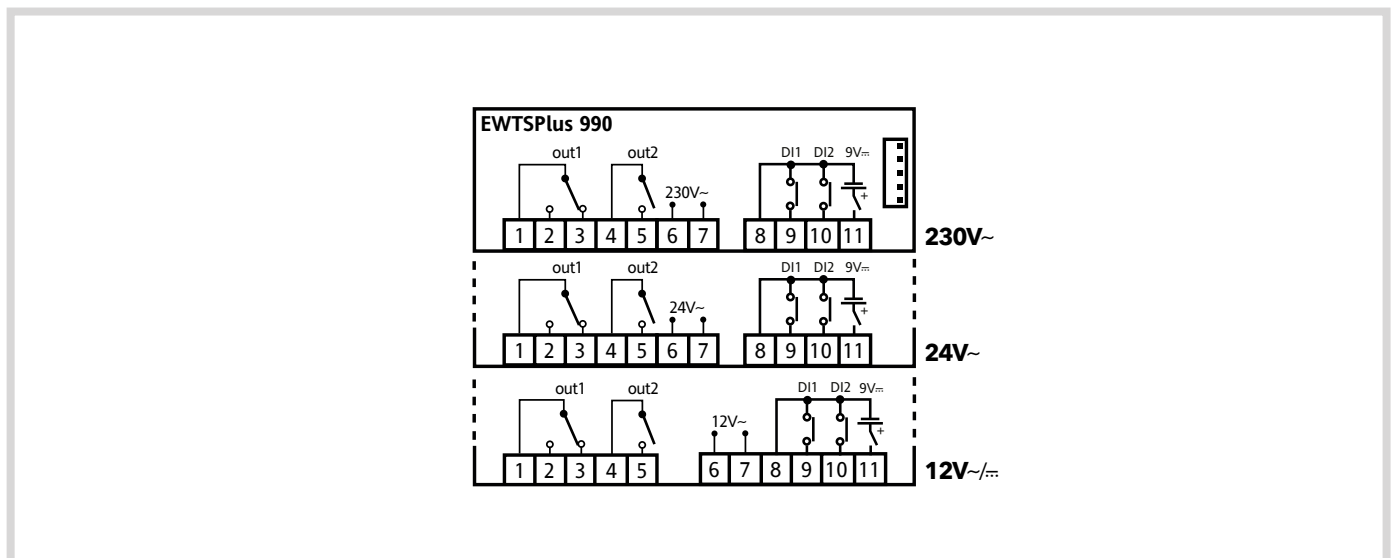 EWTSPlus 990
out1 out2 230V~ DI1 DI2 9V⎓
+
1 2 3 4 5 6 7 8 9 10 11
230V~
out1 out2 24V~ DI1 DI2 9V⎓
+
1 2 3 4 5 6 7 8 9 10 11
24V~
out1 out2 12V~ DI1 DI2 9V⎓
+
1 2 3 4 5 6 7 8 9 10 11
12V~/⎓